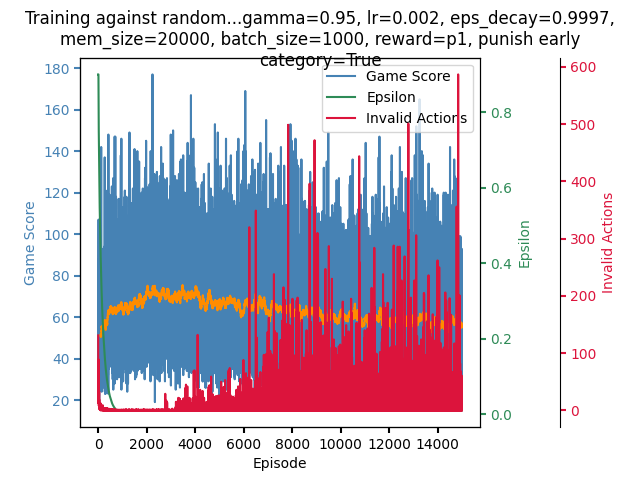 Training against random...gamma=0.95, lr=0.002, eps_decay=0.9997,
mem_size=20000, batch_size=1000, reward=p1, punish early
category=True
Game Score
Epsilon
Invalid Actions
180
160
140
120
100
80
60
40
20
Game Score
0
2000
4000
6000
8000
10000
12000
14000
Episode
0.8
0.6
0.4
0.2
0.0
Epsilon
600
500
400
300
200
100
0
Invalid Actions